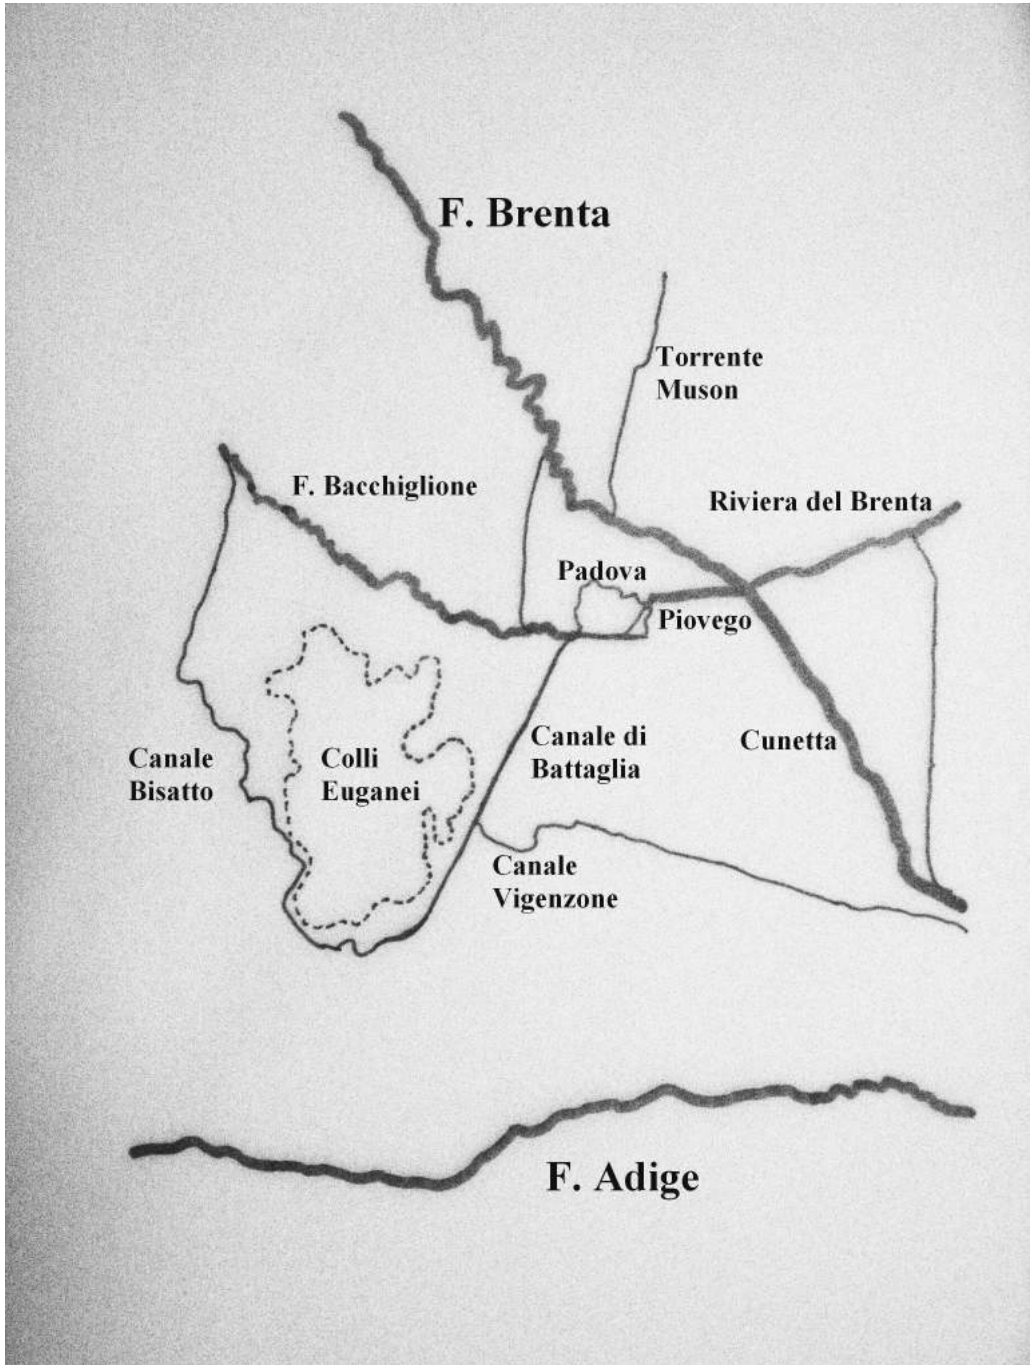 F. Brenta
Torrente
Muson
F. Bacchiglione
Riviera del Brenta
Padova
Piovego
Canale
Bisatto
Colli
Euganei
Canale di
Battaglia
Cunetta
Canale
Vigenzone
F. Adige